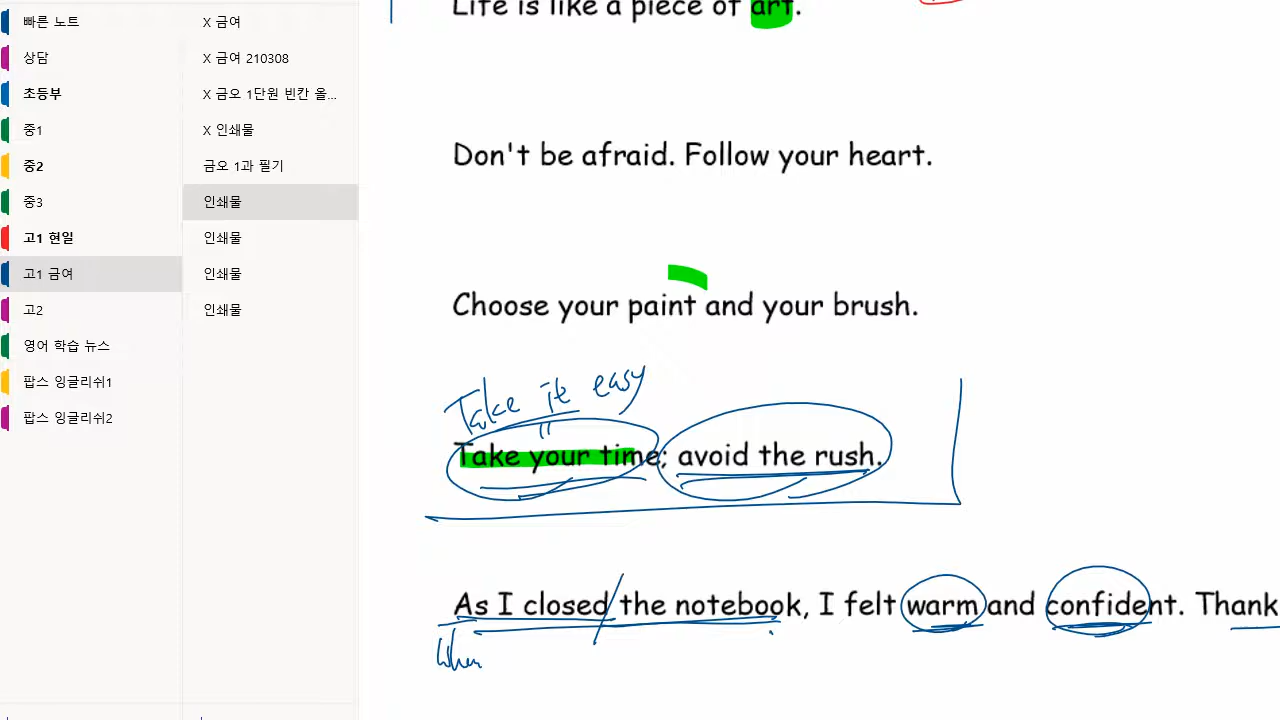 빠른 노트
상담
초등부
중1
중2
중3
고1 현일
고1 금여
고2
영어 학습 뉴스
팝스 잉글리쉬1
팝스 잉글리쉬2
X 금여
X 금여 210308
X 금오 1단원 빈칸 올...
X 인쇄물
금오 1과 필기
인쇄물
인쇄물
인쇄물
인쇄물
Life is like a piece of art.
Don't be afraid. Follow your heart.
Choose your paint and your brush.
Take it easy
Take your time; avoid the rush.
As I closed the notebook, I felt warm and confident. Thank
When